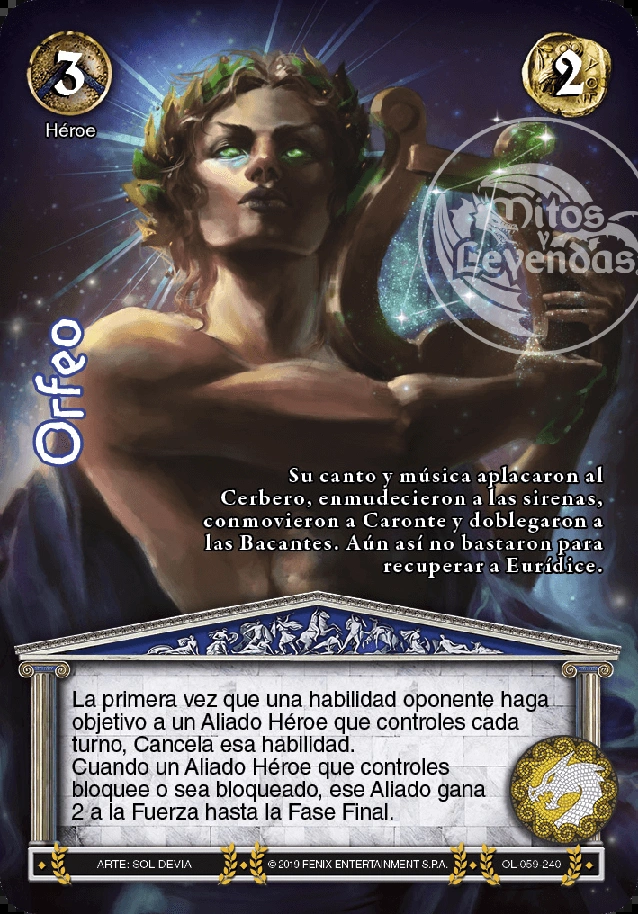 3
2
Héroe
Mitos
y
Leyendas
Orfeo
Su canto y música aplacaron al
Cerbero, enmudecieron a las sirenas,
conmovieron a Caronte y doblegaron a
las Bacantes. Aún así no bastaron para
recuperar a Eurídice.
La primera vez que una habilidad oponente haga
objetivo a un Aliado Héroe que controles cada
turno, Cancela esa habilidad.
Cuando un Aliado Héroe que controles
bloquee o sea bloqueado, ese Aliado gana
2 a la Fuerza hasta la Fase Final.
ARTE: SOL DEVIA
©2019 FENIX ENTERTAINMENT S.P.A.
OL 059-240